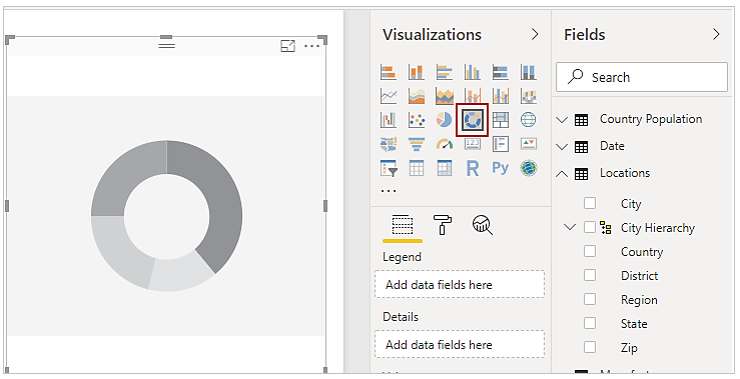 Visualizations
Fields
Search
123
R Py
Country Population
Date
Locations
City
City Hierarchy
Country
District
Region
State
Zip
Legend
Add data fields here
Details
Add data fields here